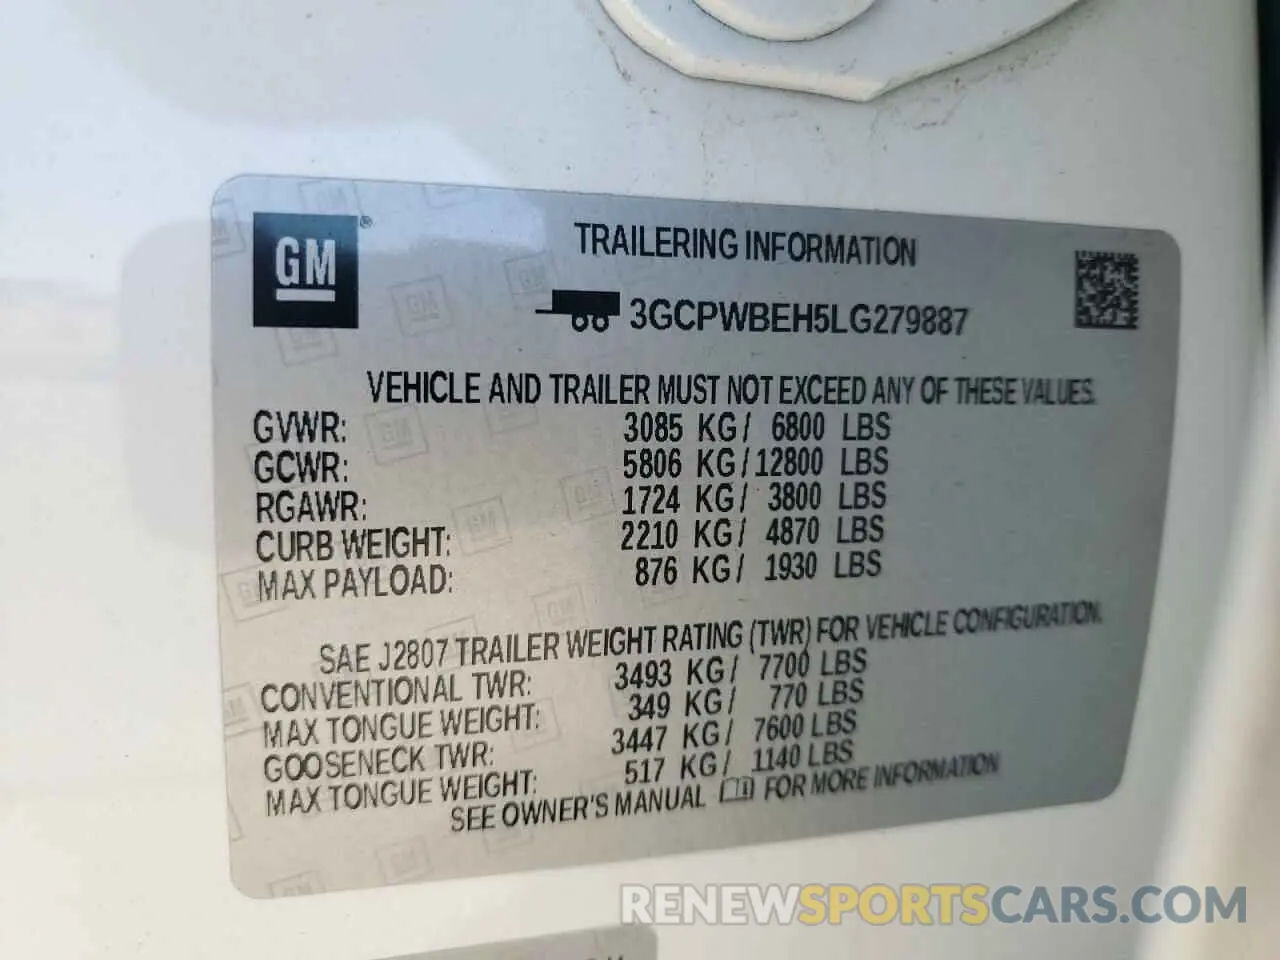 GM ®
TRAILERING INFORMATION
3GCPWBEH5LG279887
VEHICLE AND TRAILER MUST NOT EXCEED ANY OF THESE VALUES.
GVWR: 3085 KG/ 6800 LBS
GCWR: 5806 KG/12800 LBS
RGAWR: 1724 KG/ 3800 LBS
CURB WEIGHT: 2210 KG/ 4870 LBS
MAX PAYLOAD: 876 KG/ 1930 LBS
SAE J2807 TRAILER WEIGHT RATING (TWR) FOR VEHICLE CONFIGURATION.
CONVENTIONAL TWR: 3493 KG/ 7700 LBS
MAX TONGUE WEIGHT: 349 KG/ 770 LBS
GOOSENECK TWR: 3447 KG/ 7600 LBS
MAX TONGUE WEIGHT: 517 KG/ 1140 LBS
SEE OWNER'S MANUAL FOR MORE INFORMATION
RENEWSPORTSCARS.COM